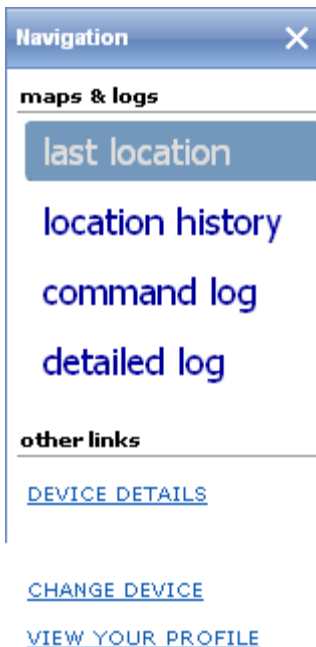 Navigation
maps & logs
last location
location history
command log
detailed log
other links
DEVICE DETAILS
CHANGE DEVICE
VIEW YOUR PROFILE